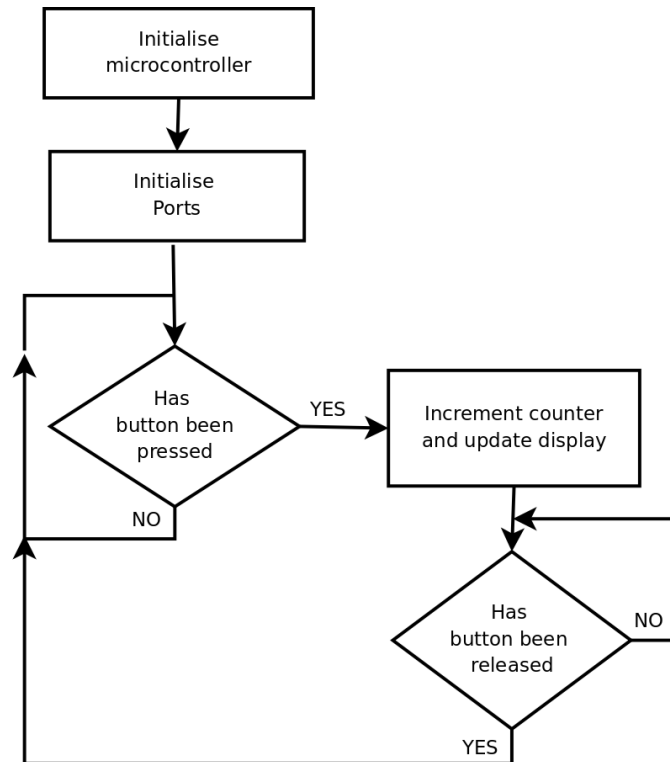 Initialise
microcontroller
Initialise
Ports
Has
button been
pressed
YES
NO
Increment counter
and update display
Has
button been
released
NO
YES